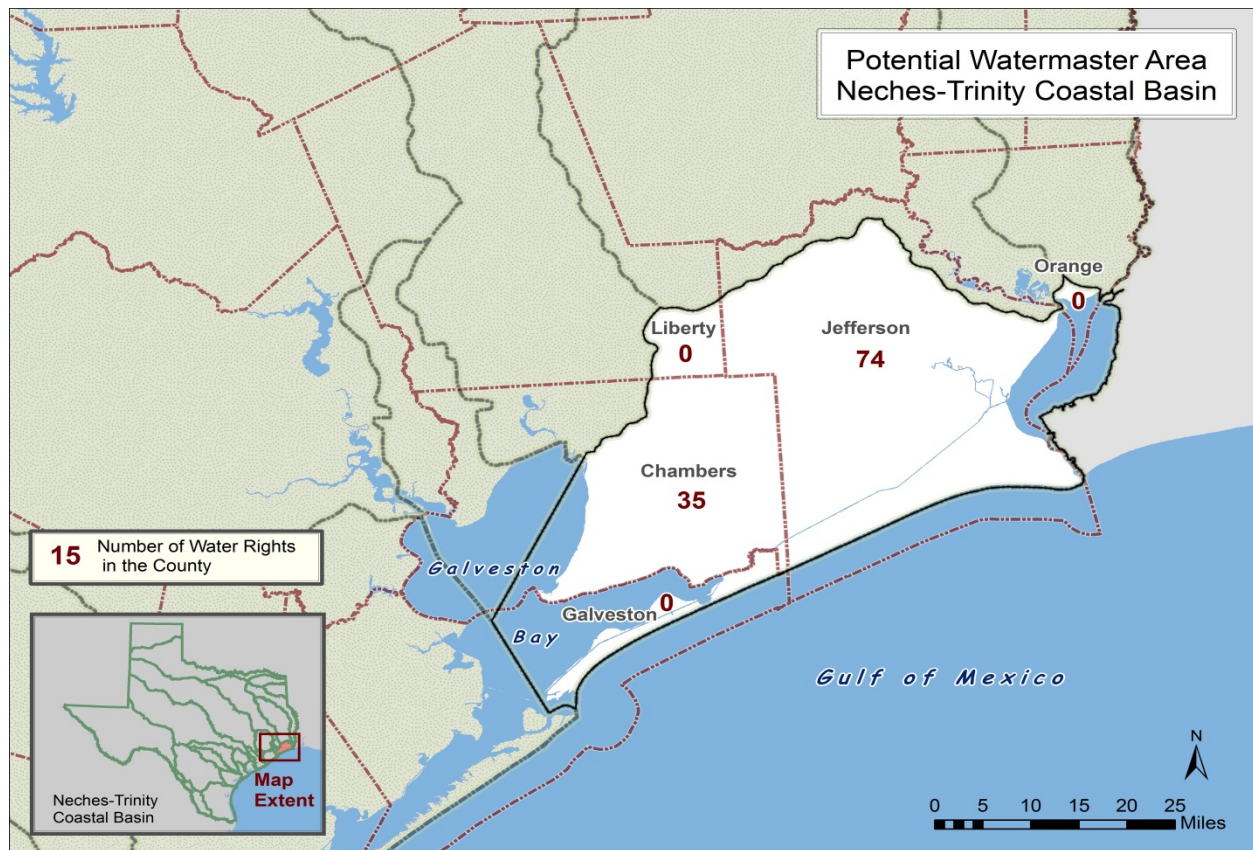 Potential Watermaster Area
Neches-Trinity Coastal Basin
Orange
0
Liberty
0
Jefferson
74
Chambers
35
15 Number of Water Rights
in the County
Galveston
Bay
Galveston
0
Gulf of Mexico
Map
Extent
Neches-Trinity
Coastal Basin
N
0 5 10 15 20 25
Miles